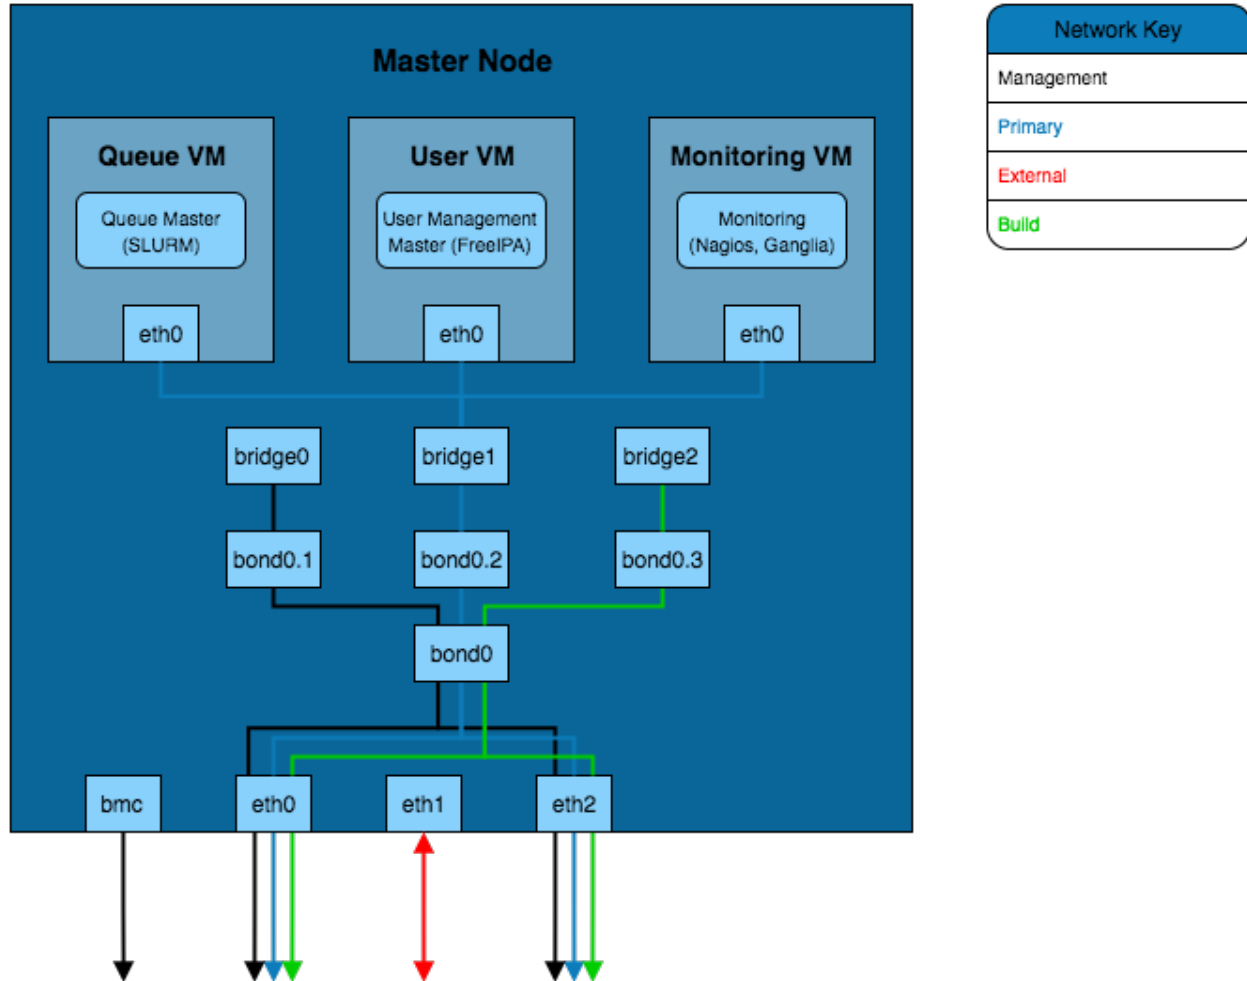 Master Node
Network Key
Management
Primary
External
Build
Queue VM
User VM
Monitoring VM
Queue Master
(SLURM)
User Management
Master (FreeIPA)
Monitoring
(Nagios, Ganglia)
eth0
eth0
eth0
bridge0
bridge1
bridge2
bond0.1
bond0.2
bond0.3
bond0
bmc
eth0
eth1
eth2